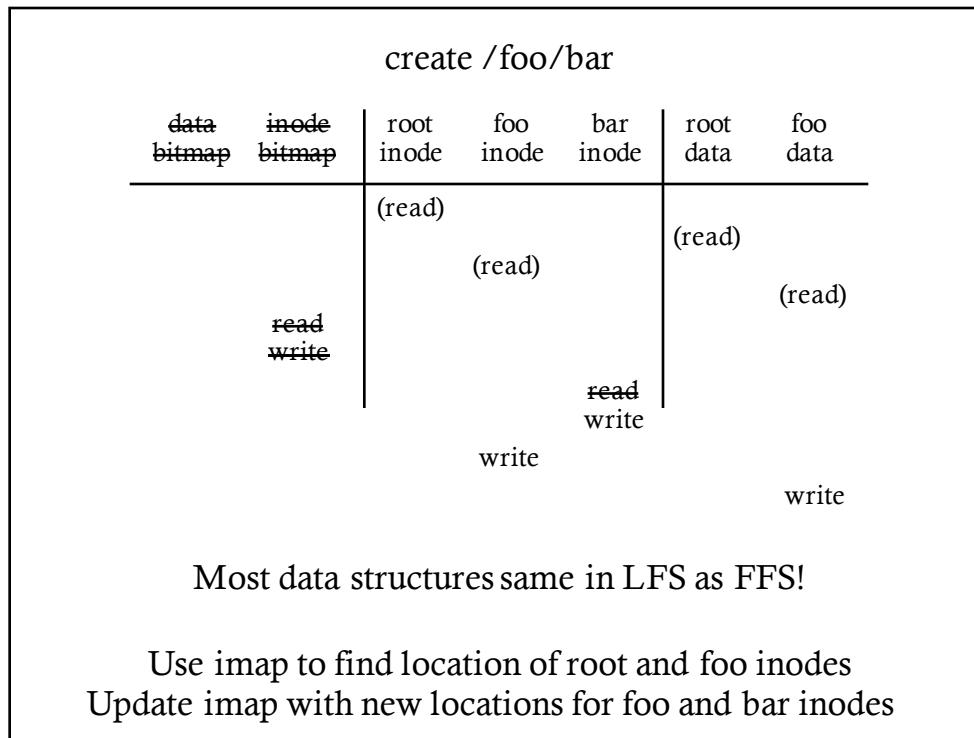 create /foo/bar
data inode root foo bar root foo
bitmap bitmap inode inode inode data data
(read)
(read)
(read)
(read)
read
write
read
write
write
write
Most data structures same in LFS as FFS!
Use imap to find location of root and foo inodes
Update imap with new locations for foo and bar inodes